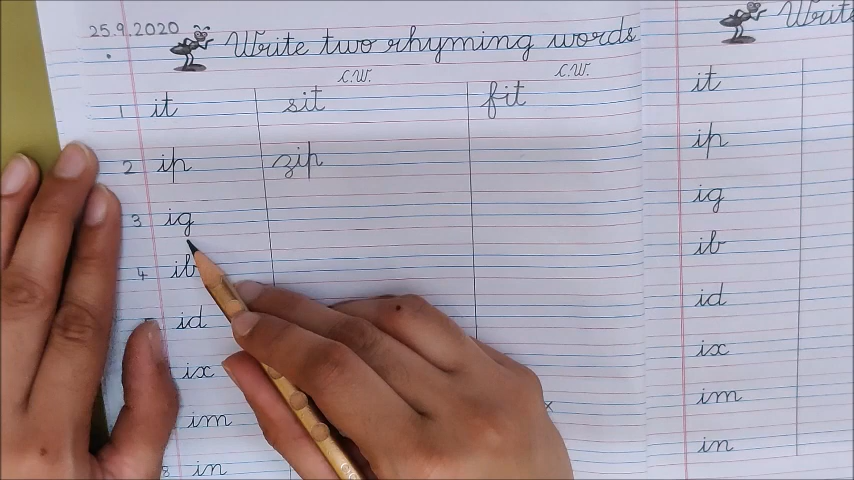 25.9.2020
Write two rhyming words
c.w. c.w.
1 it sit fit
2 ip zip
3 ig
4 ib
id
ix
im
8 in
Write
it
ip
ig
ib
id
ix
im
in